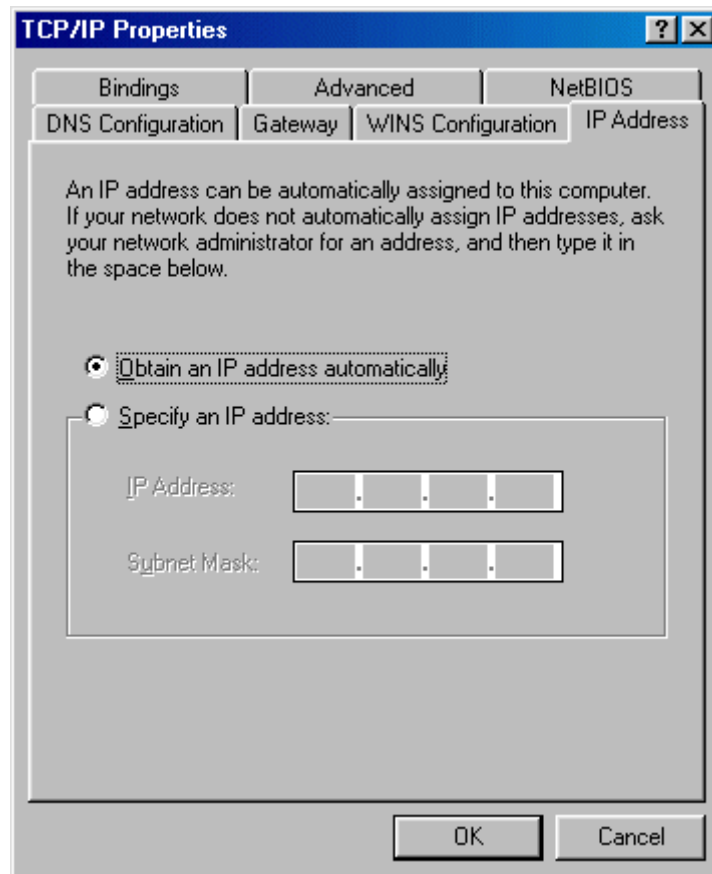 TCP/IP Properties
Bindings
Advanced
NetBIOS
DNS Configuration
Gateway
WINS Configuration
IP Address
An IP address can be automatically assigned to this computer.
If your network does not automatically assign IP addresses, ask
your network administrator for an address, and then type it in
the space below.
Obtain an IP address automatically
Specify an IP address:
IP Address:
. . .
Subnet Mask:
. . .
OK
Cancel